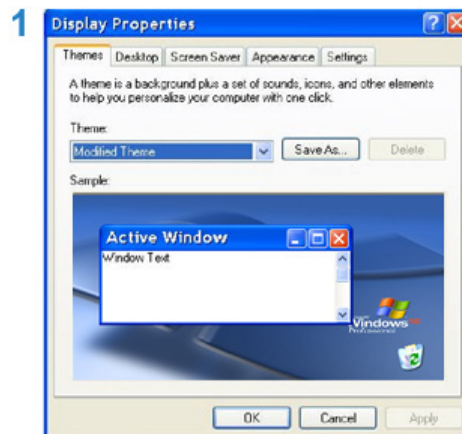 1
Display Properties
Themes Desktop Screen Saver Appearance Settings
A theme is a background plus a set of sounds, icons, and other elements
to help you personalize your computer with one click.
Theme:
Modified Theme Save As... Delete
Sample:
Active Window
Window Text
Windows
OK Cancel Apply